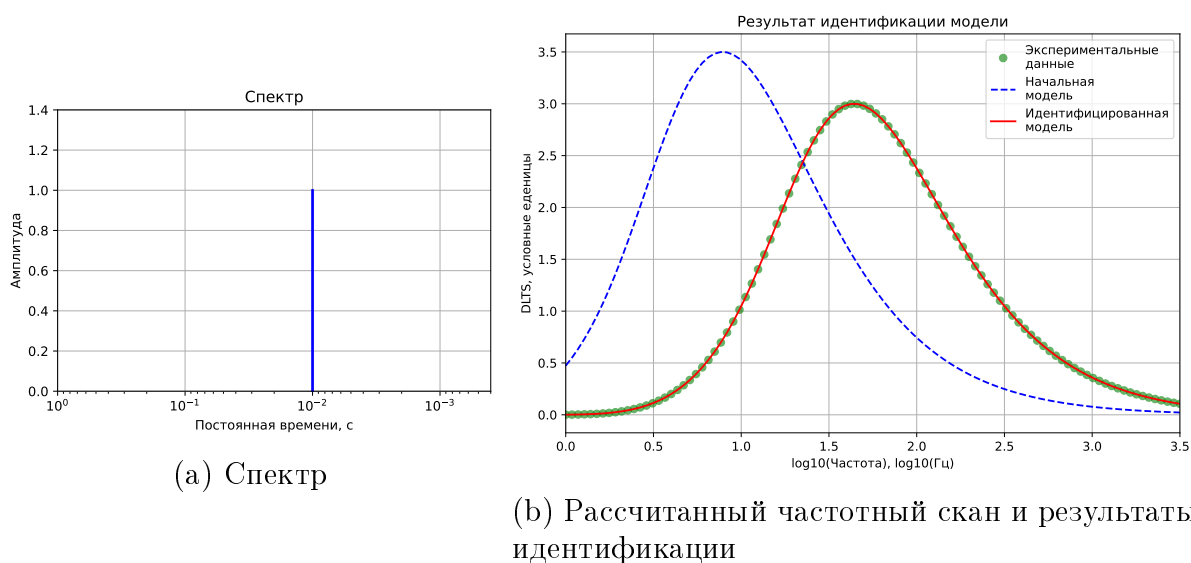 Спектр
1.4
1.2
1.0
0.8
0.6
0.4
0.2
0.0
Амплитуда
10⁰
10⁻¹
10⁻²
10⁻³
Постоянная времени, с
(a) Спектр
Результат идентификации модели
3.5
3.0
2.5
2.0
1.5
1.0
0.5
0.0
DLTS, условные еденицы
Экспериментальные
данные
Начальная
модель
Идентифицированная
модель
0.0
0.5
1.0
1.5
2.0
2.5
3.0
3.5
log10(Частота), log10(Гц)
(b) Рассчитанный частотный скан и результаты
идентификации